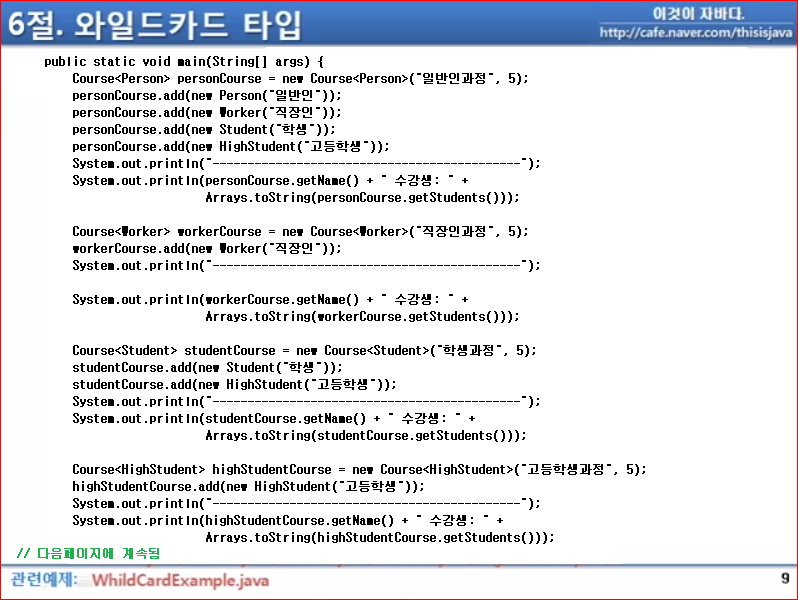 6절. 와일드카드 타입
이것이 자바다.
http://cafe.naver.com/thisisjava
public static void main(String[] args) {
Course<Person> personCourse = new Course<Person>("일반인과정", 5);
personCourse.add(new Person("일반인"));
personCourse.add(new Worker("직장인"));
personCourse.add(new Student("학생"));
personCourse.add(new HighStudent("고등학생"));
System.out.println("--------------------------------------------");
System.out.println(personCourse.getName() + " 수강생: " +
Arrays.toString(personCourse.getStudents()));
Course<Worker> workerCourse = new Course<Worker>("직장인과정", 5);
workerCourse.add(new Worker("직장인"));
System.out.println("--------------------------------------------");
System.out.println(workerCourse.getName() + " 수강생: " +
Arrays.toString(workerCourse.getStudents()));
Course<Student> studentCourse = new Course<Student>("학생과정", 5);
studentCourse.add(new Student("학생"));
studentCourse.add(new HighStudent("고등학생"));
System.out.println("--------------------------------------------");
System.out.println(studentCourse.getName() + " 수강생: " +
Arrays.toString(studentCourse.getStudents()));
Course<HighStudent> highStudentCourse = new Course<HighStudent>("고등학생과정", 5);
highStudentCourse.add(new HighStudent("고등학생"));
System.out.println("--------------------------------------------");
System.out.println(highStudentCourse.getName() + " 수강생: " +
Arrays.toString(highStudentCourse.getStudents()));
// 다음페이지에 계속됨
관련예제: WhildCardExample.java
9